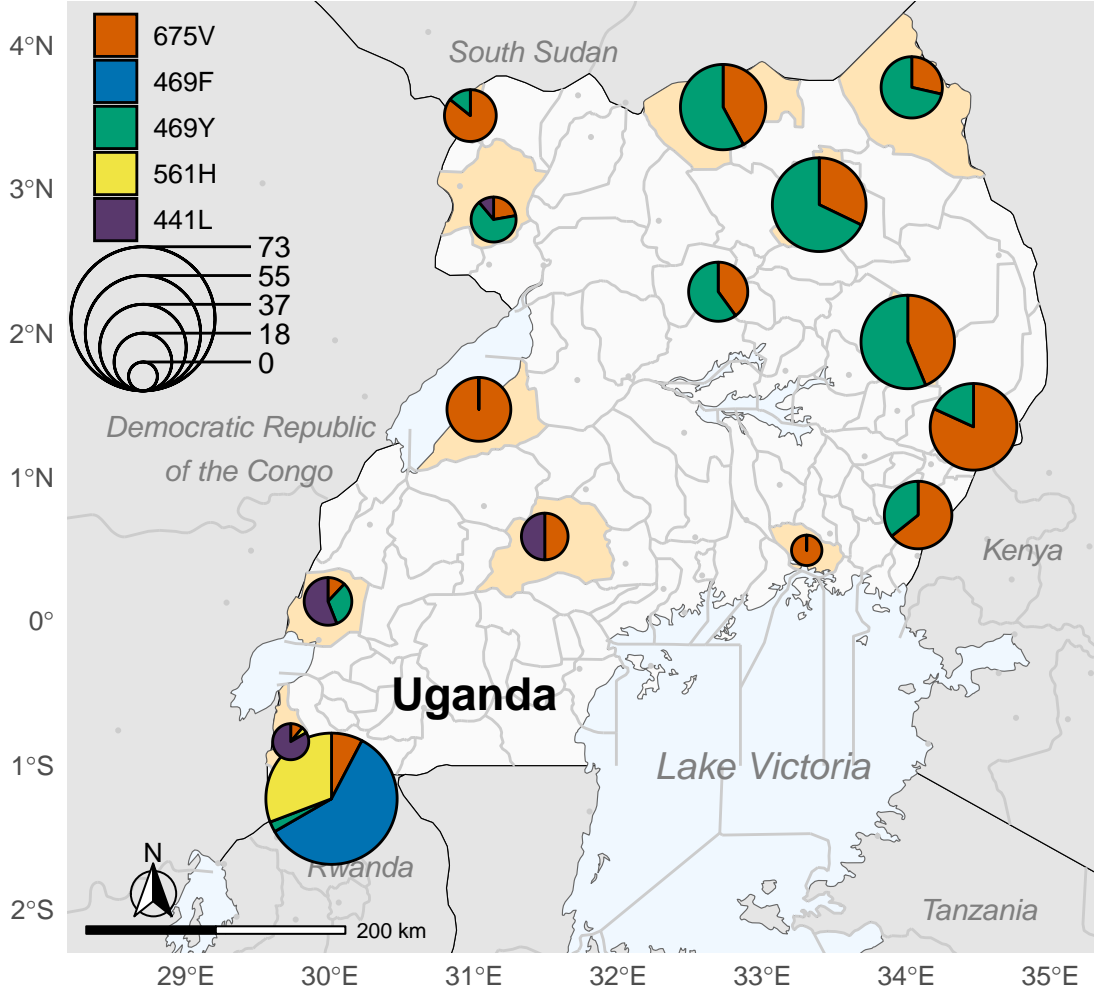 4°N
3°N
2°N
1°N
0°
1°S
2°S
675V
469F
469Y
561H
441L
73
55
37
18
0
South Sudan
Democratic Republic
of the Congo
Kenya
Uganda
Lake Victoria
Rwanda
Tanzania
N
200 km
29°E
30°E
31°E
32°E
33°E
34°E
35°E